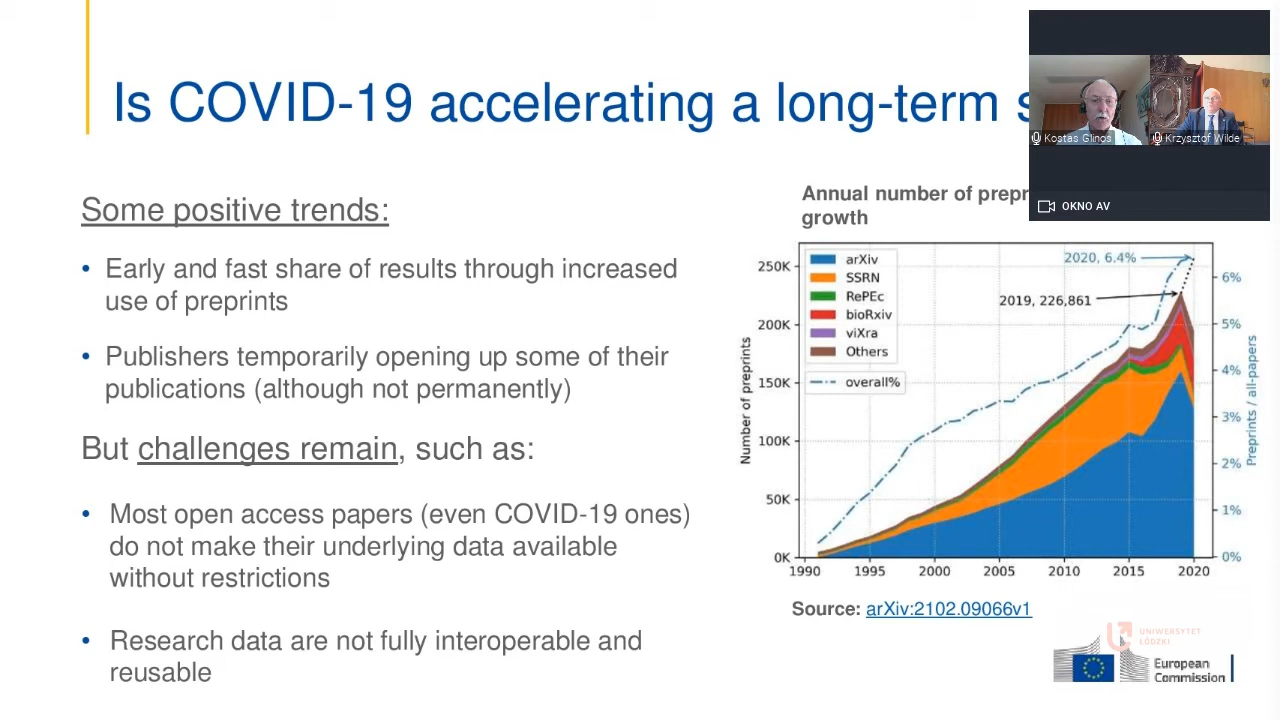 Is COVID-19 accelerating a long-term
Kostas Glinos
Krzysztof Wilde
OKNO AV
Some positive trends:
• Early and fast share of results through increased
use of preprints
• Publishers temporarily opening up some of their
publications (although not permanently)
But challenges remain, such as:
• Most open access papers (even COVID-19 ones)
do not make their underlying data available
without restrictions
• Research data are not fully interoperable and
reusable
Annual number of prepr
growth
arXiv
SSRN
RePEc
bioRxiv
viXra
Others
overall%
2020, 6.4%
2019, 226,861
Number of preprints
250K
200K
150K
100K
50K
0K
1990
1995
2000
2005
2010
2015
2020
6%
5%
4%
3%
2%
1%
0%
Preprints / all-papers
Source: arXiv:2102.09066v1
UNIWERSYTET
ŁÓDZKI
European
Commission